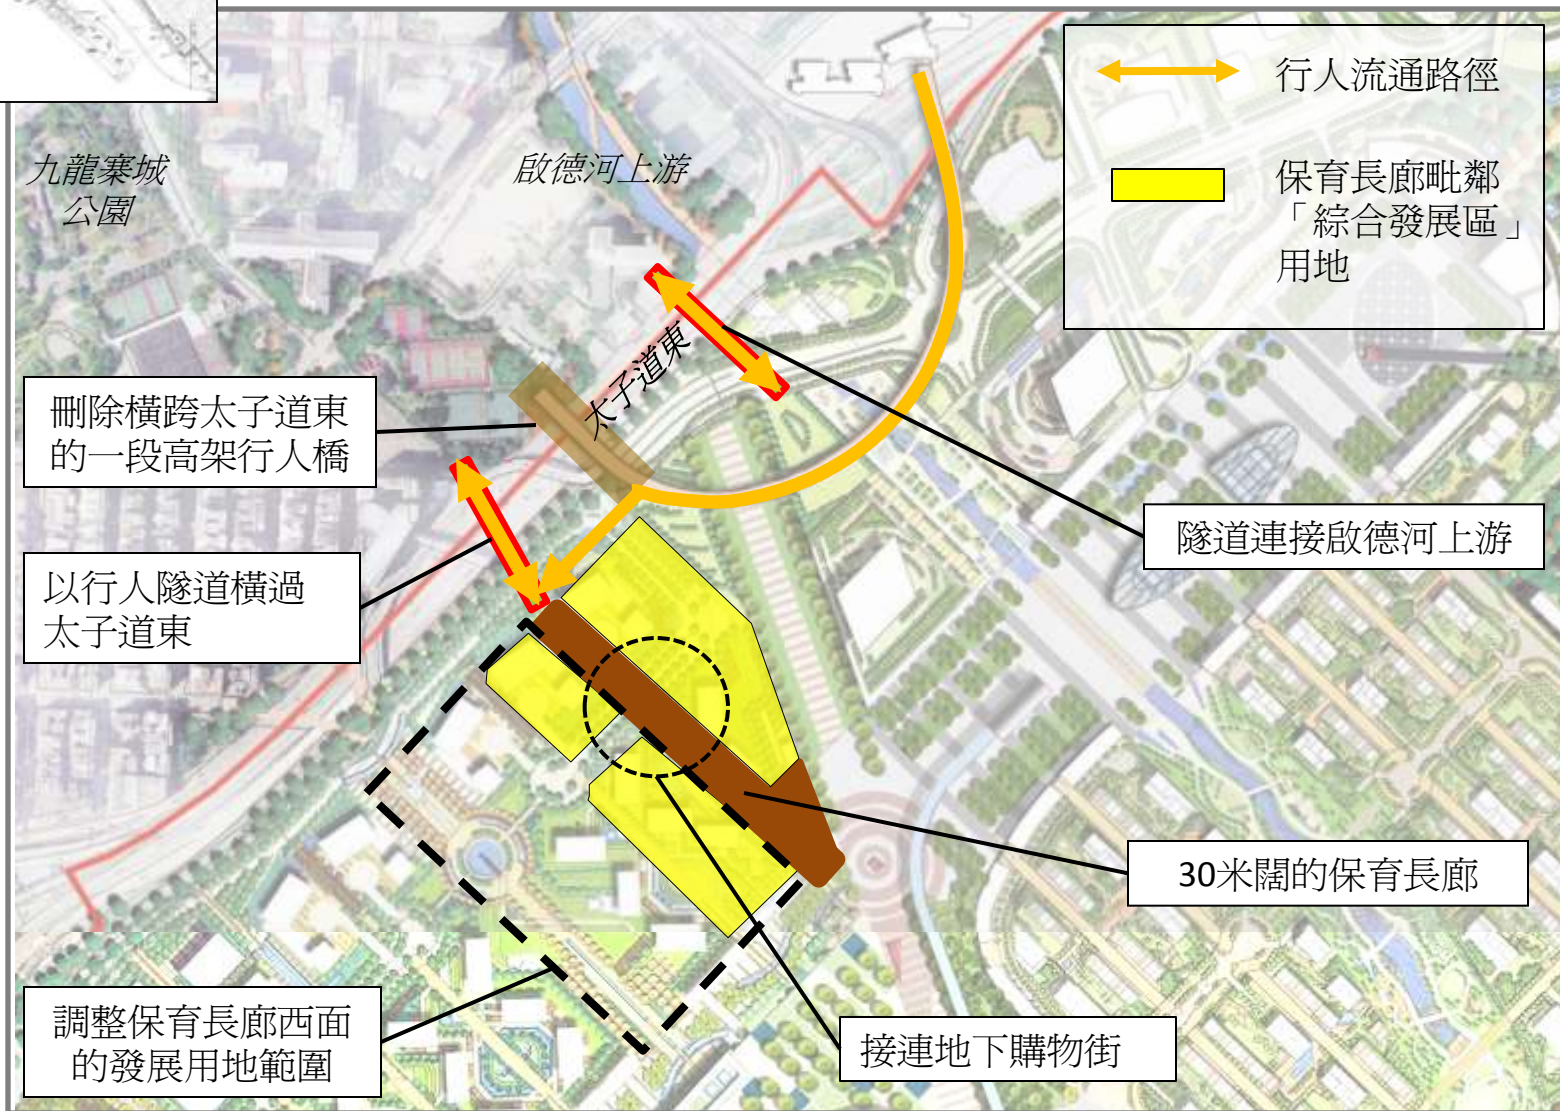 行人流通路徑
保育長廊毗鄰
「綜合發展區」
用地
九龍寨城
公園
啟德河上游
太子道東
刪除橫跨太子道東
的一段高架行人橋
隧道連接啟德河上游
以行人隧道橫過
太子道東
30米闊的保育長廊
調整保育長廊西面
的發展用地範圍
接連地下購物街